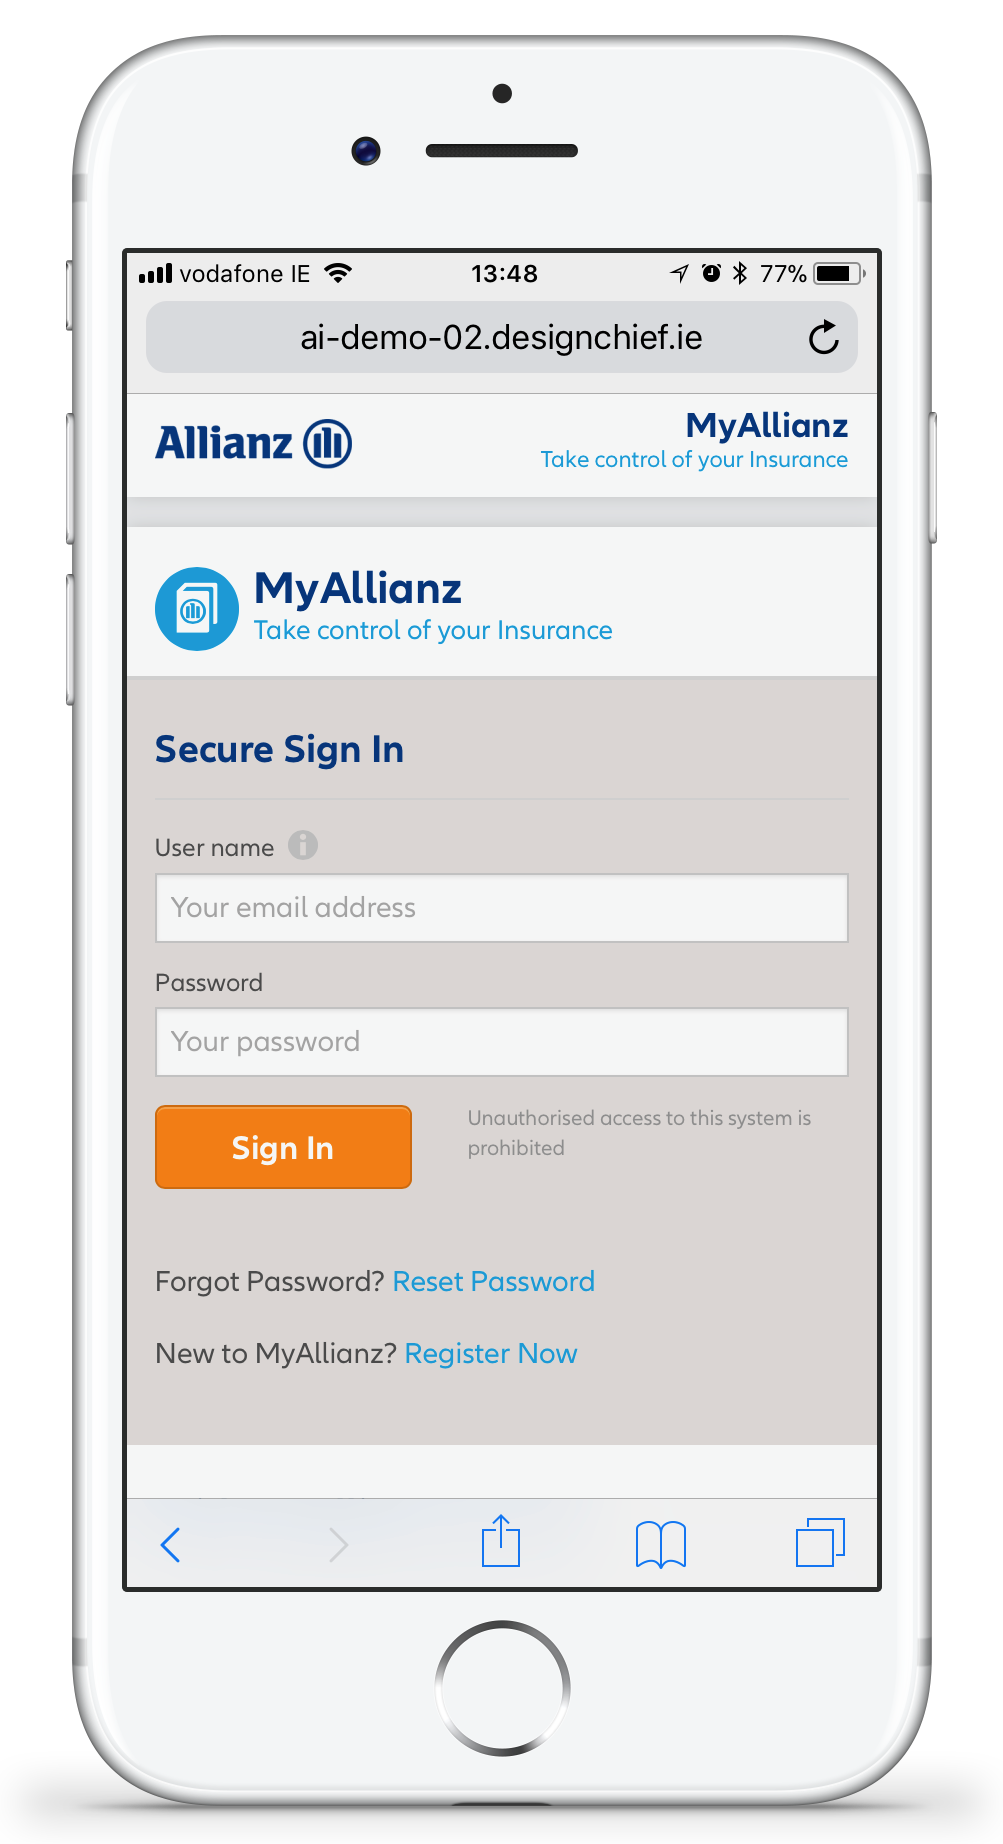 vodafone IE 13:48 77%
ai-demo-02.designchief.ie
Allianz
MyAllianz
Take control of your Insurance
MyAllianz
Take control of your Insurance
Secure Sign In
User name
Your email address
Password
Your password
Sign In
Unauthorised access to this system is
prohibited
Forgot Password? Reset Password
New to MyAllianz? Register Now